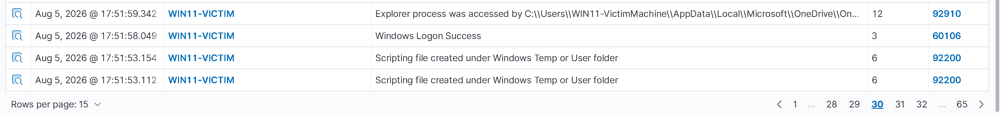 Aug 5, 2026 @ 17:51:59.342 WIN11-VICTIM Explorer process was accessed by C:\\Users\\WIN11-VictimMachine\\AppData\\Local\\Microsoft\\OneDrive\\On... 12 92910
Aug 5, 2026 @ 17:51:58.049 WIN11-VICTIM Windows Logon Success 3 60106
Aug 5, 2026 @ 17:51:53.154 WIN11-VICTIM Scripting file created under Windows Temp or User folder 6 92200
Aug 5, 2026 @ 17:51:53.112 WIN11-VICTIM Scripting file created under Windows Temp or User folder 6 92200
Rows per page: 15 1 ... 28 29 30 31 32 ... 65